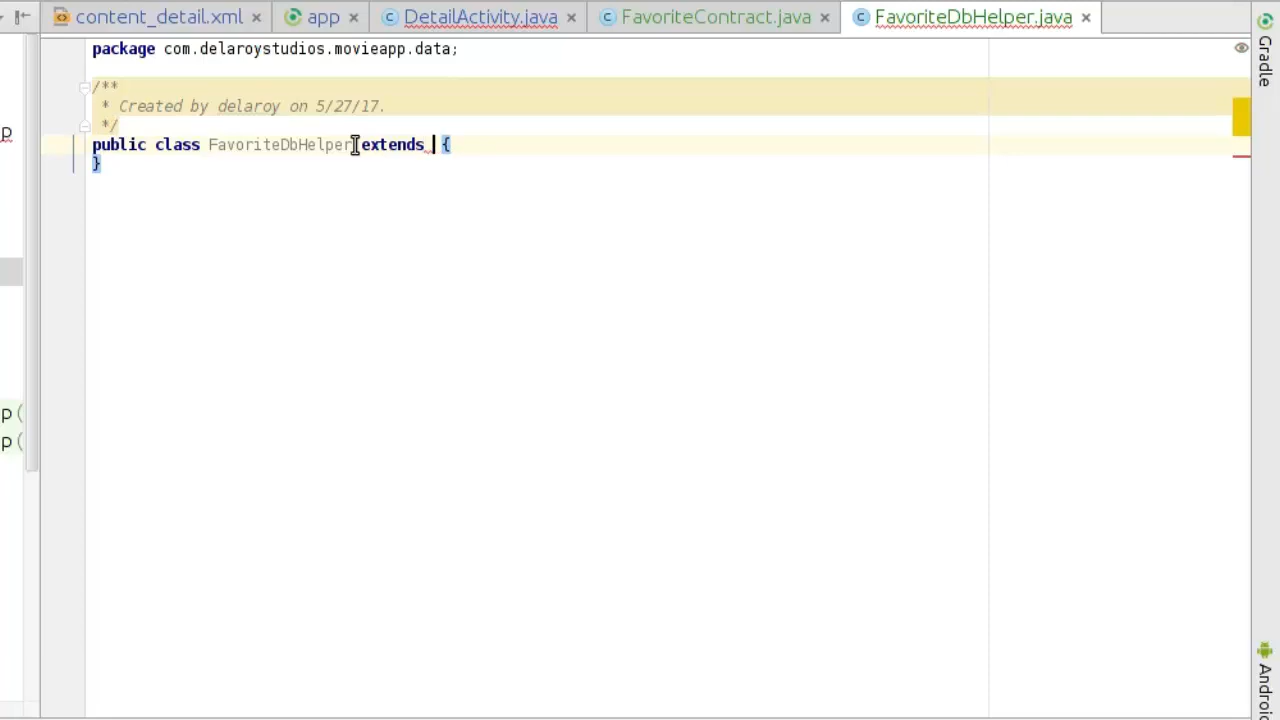 content_detail.xml app DetailActivity.java FavoriteContract.java FavoriteDbHelper.java
package com.delaroystudios.movieapp.data;
/**
* Created by delaroy on 5/27/17.
*/
public class FavoriteDbHelper extends {
}
p
p(
p(
Gradle
Android